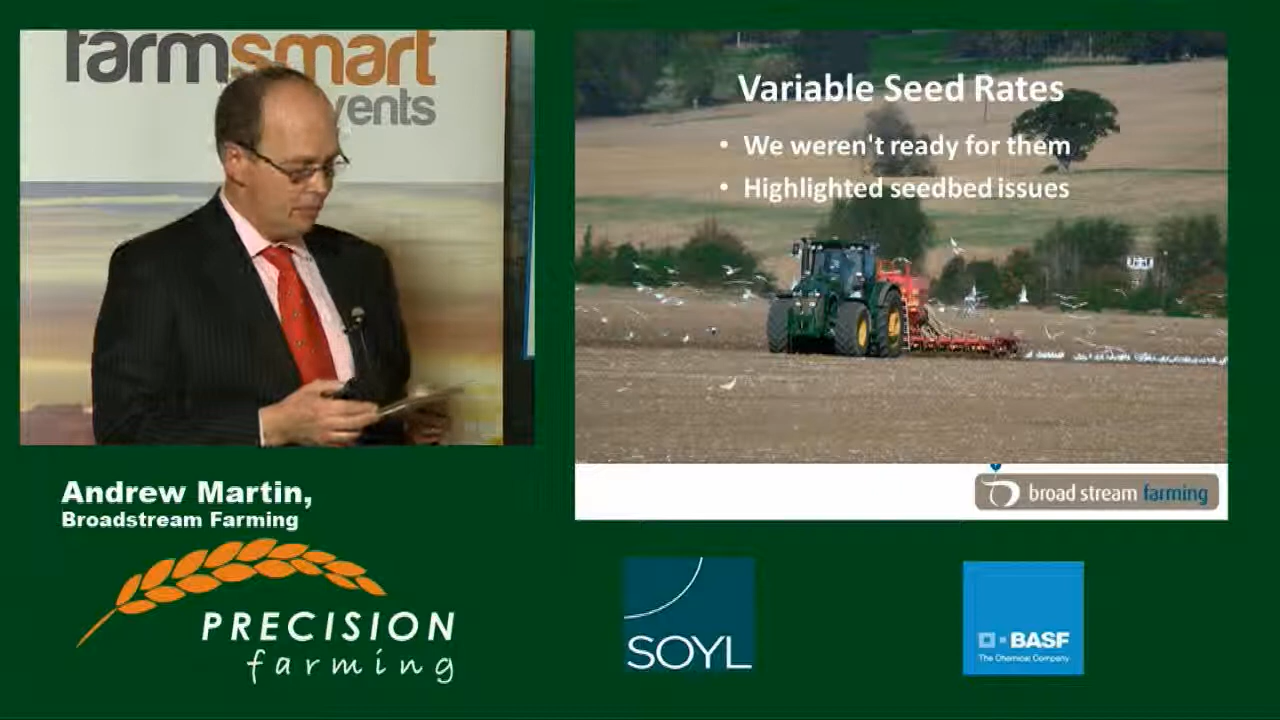 farmsmart
vents
Variable Seed Rates
• We weren't ready for them
• Highlighted seedbed issues
broad stream farming
Andrew Martin,
Broadstream Farming
PRECISION
farming
SOYL
BASF
The Chemical Company